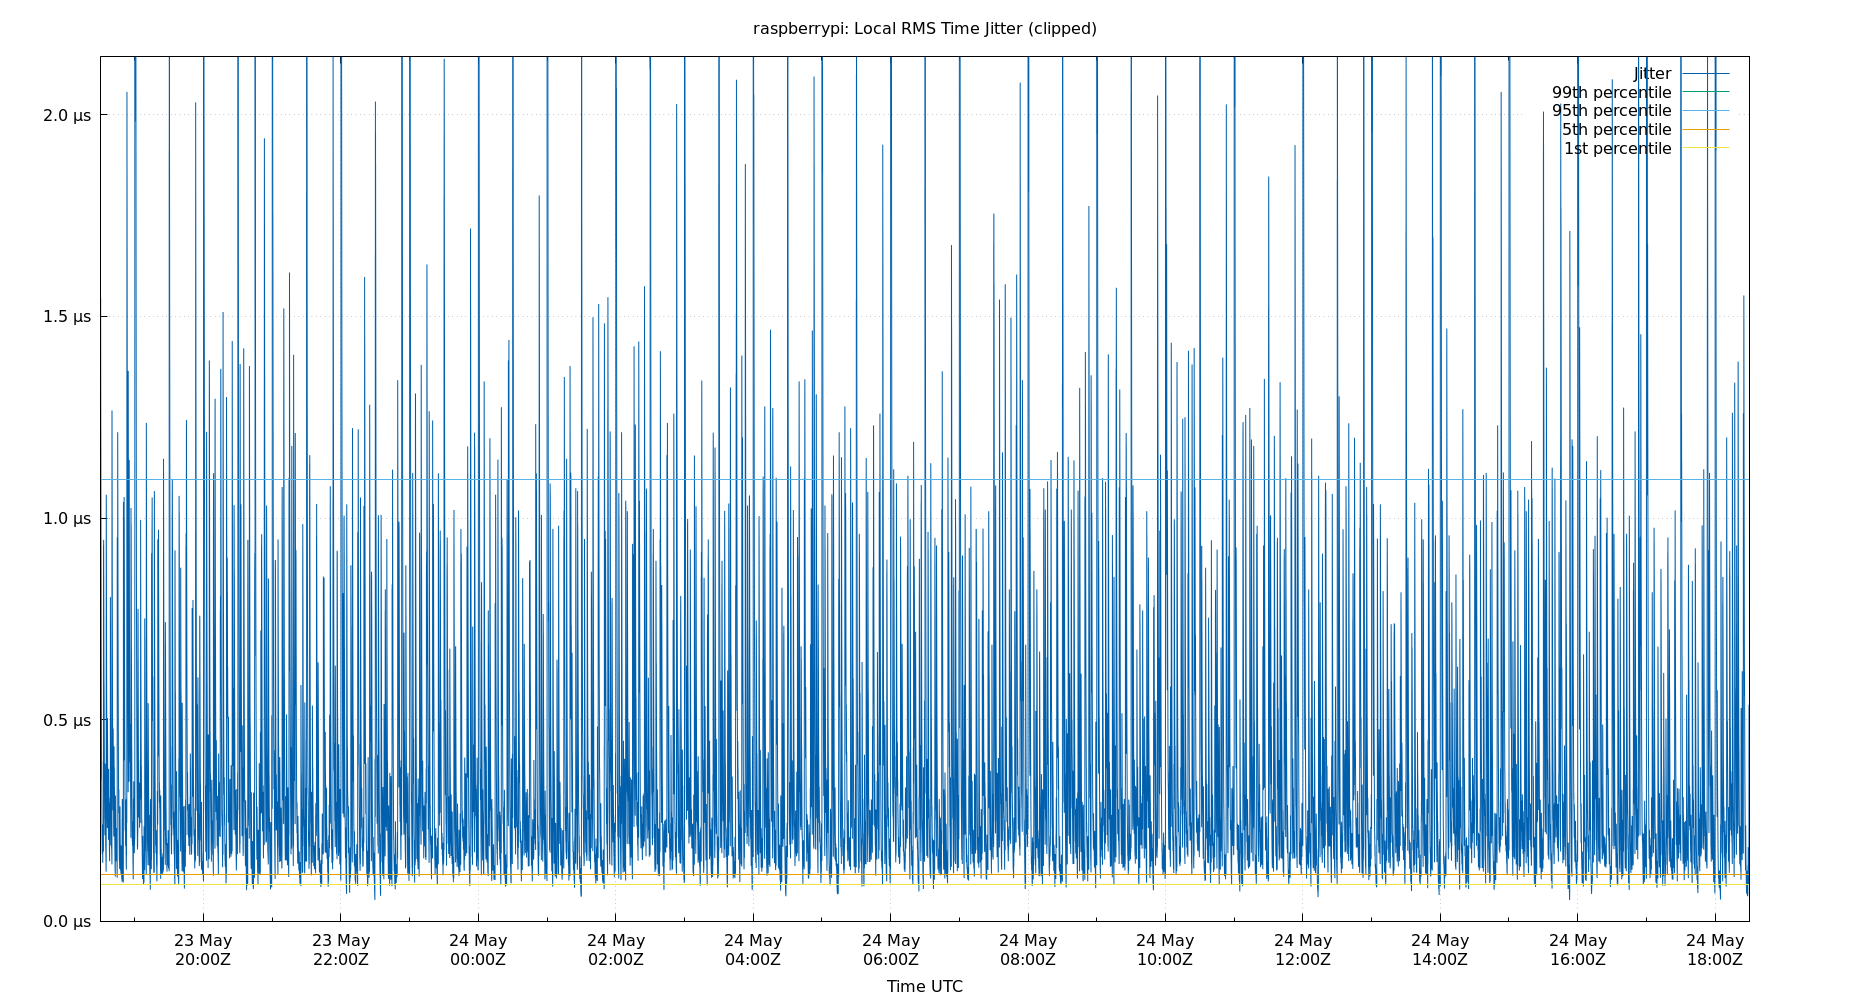 raspberrypi: Local RMS Time Jitter (clipped)
Jitter
99th percentile
95th percentile
5th percentile
1st percentile
2.0 µs
1.5 µs
1.0 µs
0.5 µs
0.0 µs
23 May 23 May 24 May 24 May 24 May 24 May 24 May 24 May 24 May 24 May 24 May 24 May
20:00Z 22:00Z 00:00Z 02:00Z 04:00Z 06:00Z 08:00Z 10:00Z 12:00Z 14:00Z 16:00Z 18:00Z
Time UTC